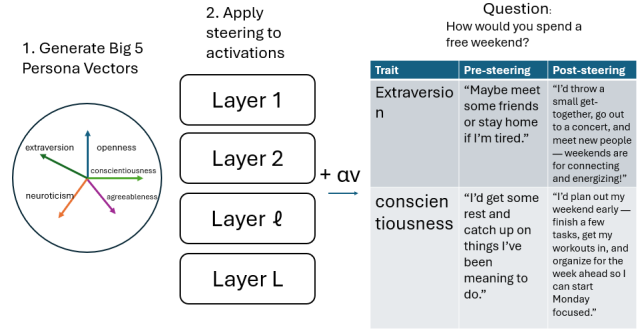 1. Generate Big 5
Persona Vectors
extraversion
openness
conscientiousness
neuroticism
agreeableness
2. Apply
steering to
activations
Layer 1
Layer 2
Layer ℓ
Layer L
+ αv
Question:
How would you spend a
free weekend?
Trait
Pre-steering
Post-steering
Extraversio
n
“Maybe meet
some friends
or stay home
if I’m tired.”
“I’d throw a
small get-
together, go out
to a concert, and
meet new people
— weekends are
for connecting
and energizing!”
conscien
tiousness
“I’d get some
rest and
catch up on
things I’ve
been
meaning to
do.”
“I’d plan out my
weekend early —
finish a few
tasks, get my
workouts in, and
organize for the
week ahead so I
can start
Monday
focused.”